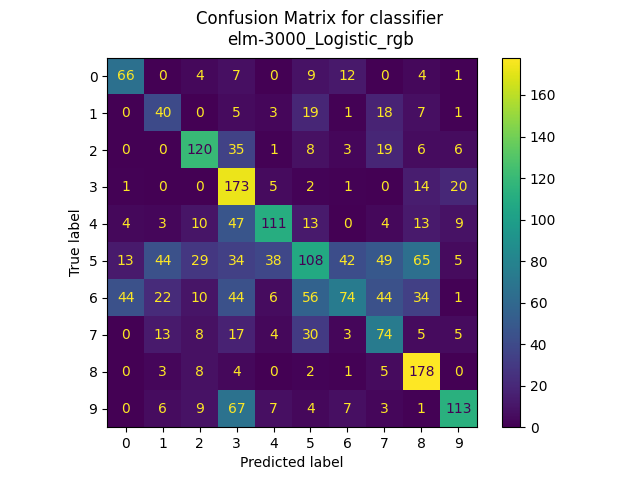 Confusion Matrix for classifier
elm-3000_Logistic_rgb
0 66 0 4 7 0 9 12 0 4 1
1 0 40 0 5 3 19 1 18 7 1
2 0 0 120 35 1 8 3 19 6 6
3 1 0 0 173 5 2 1 0 14 20
4 4 3 10 47 111 13 0 4 13 9
5 13 44 29 34 38 108 42 49 65 5
6 44 22 10 44 6 56 74 44 34 1
7 0 13 8 17 4 30 3 74 5 5
8 0 3 8 4 0 2 1 5 178 0
9 0 6 9 67 7 4 7 3 1 113
0 1 2 3 4 5 6 7 8 9
Predicted label
True label
160
140
120
100
80
60
40
20
0